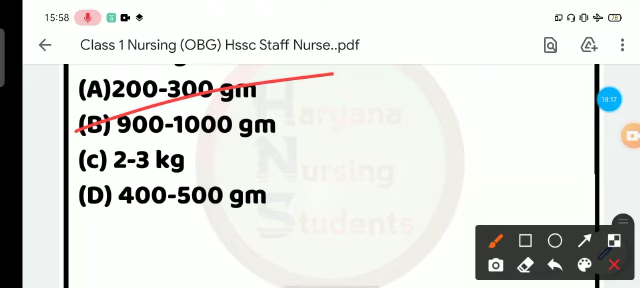 15:58
78
Class 1 Nursing (OBG) Hssc Staff Nurse..pdf
(A)200-300 gm
(B) 900-1000 gm
(c) 2-3 kg
(D) 400-500 gm
Haryana
Nursing
Students
18:17